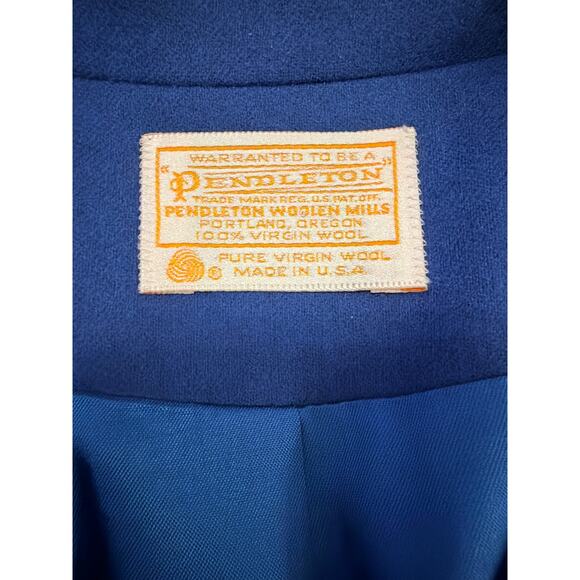 WARRANTED TO BE A
"PENDLETON"
TRADE MARK REG. U.S. PAT. OFF.
PENDLETON WOOLEN MILLS
PORTLAND, OREGON
100% VIRGIN WOOL
® PURE VIRGIN WOOL
MADE IN U.S.A.